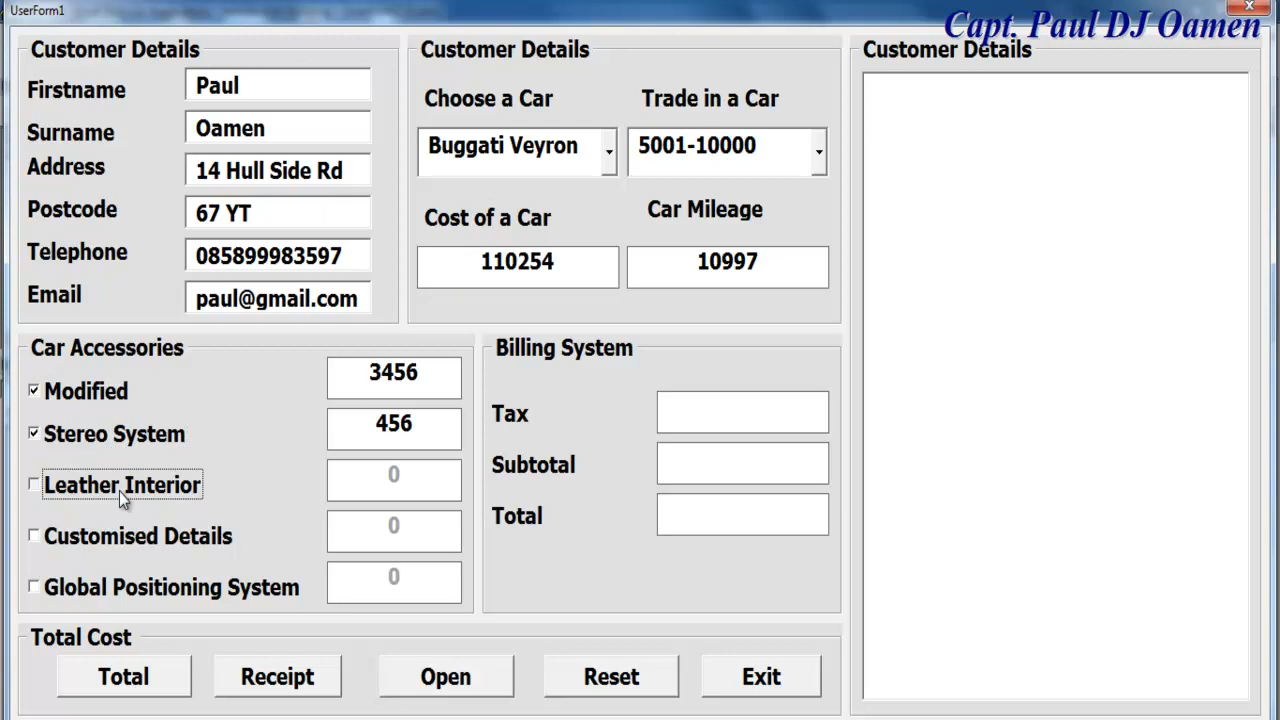 UserForm1
Capt. Paul DJ Oamen
Customer Details
Firstname Paul
Surname Oamen
Address 14 Hull Side Rd
Postcode 67 YT
Telephone 085899983597
Email paul@gmail.com
Customer Details
Choose a Car Trade in a Car
Buggati Veyron 5001-10000
Cost of a Car Car Mileage
110254 10997
Customer Details
Car Accessories
Modified 3456
Stereo System 456
Leather Interior 0
Customised Details 0
Global Positioning System 0
Billing System
Tax
Subtotal
Total
Total Cost
Total Receipt Open Reset Exit